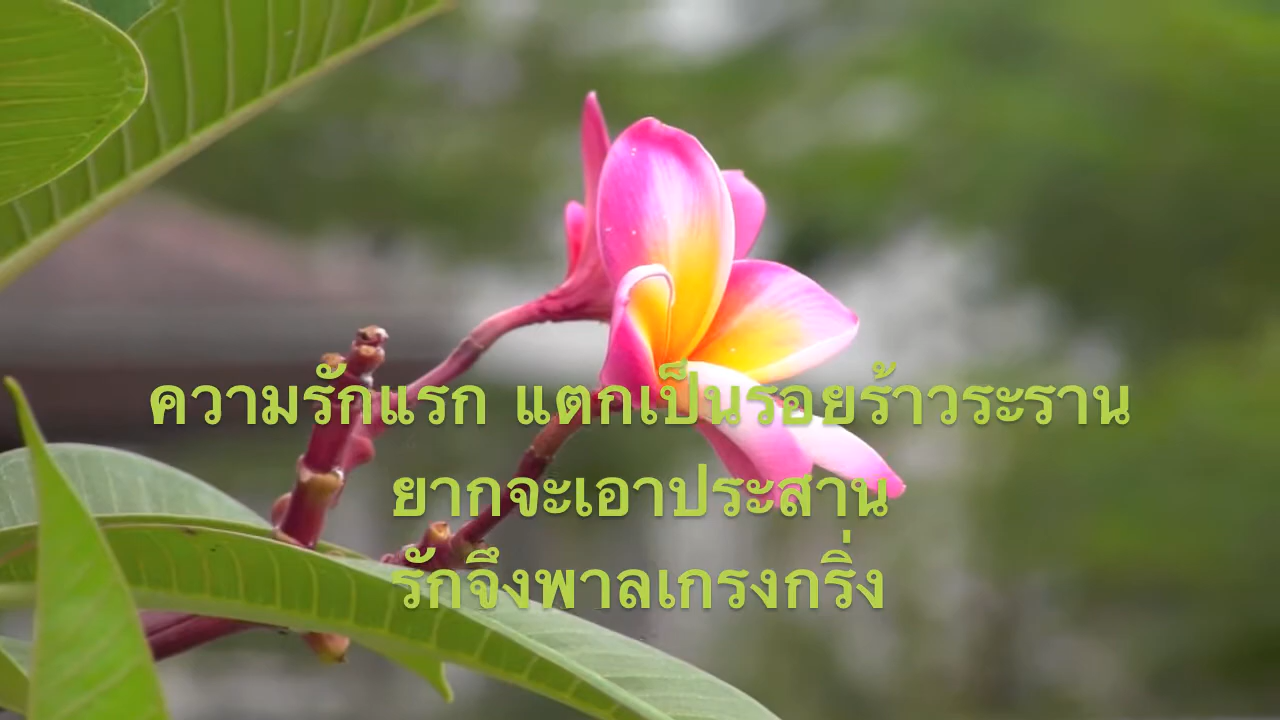 ความรักแรก แตกเป็นรอยร้าวระราน
ยากจะเอาประสาน
รักจึงพาลเกรงกริ่ง